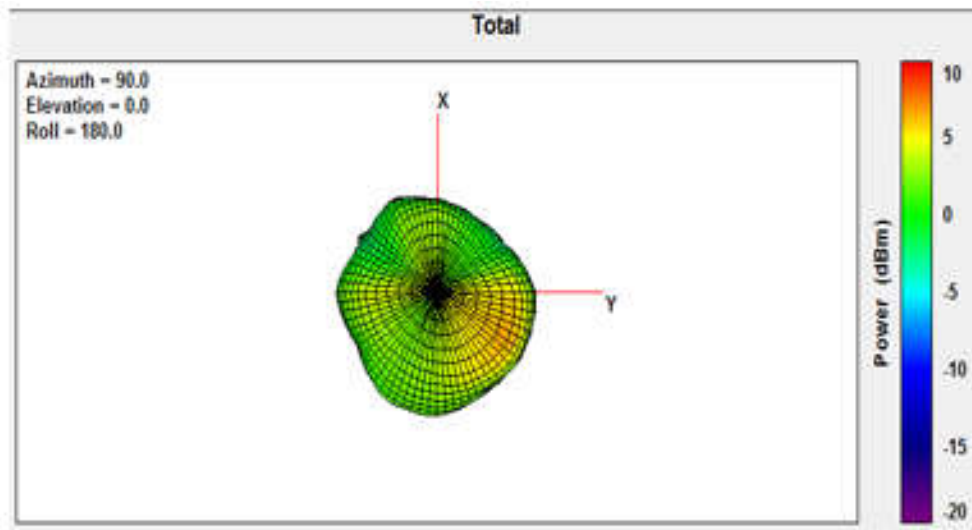 Total
Azimuth = 90.0
Elevation = 0.0
Roll = 180.0
X
Y
Power (dBm)
10
5
0
-5
-10
-15
-20